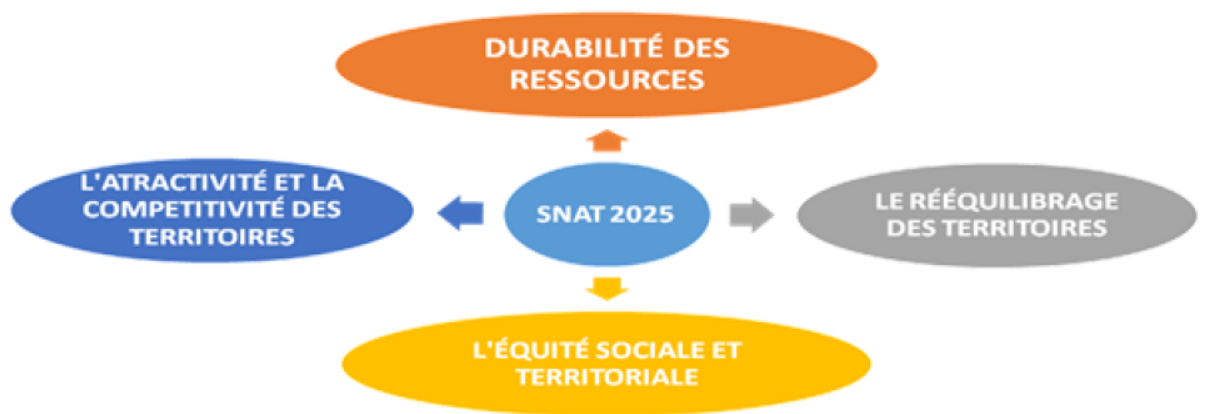 DURABILITÉ DES
RESSOURCES
L'ATRACTIVITÉ ET LA
COMPETITIVITÉ DES
TERRITOIRES
SNAT 2025
LE RÉÉQUILIBRAGE
DES TERRITOIRES
L'ÉQUITÉ SOCIALE ET
TERRITORIALE